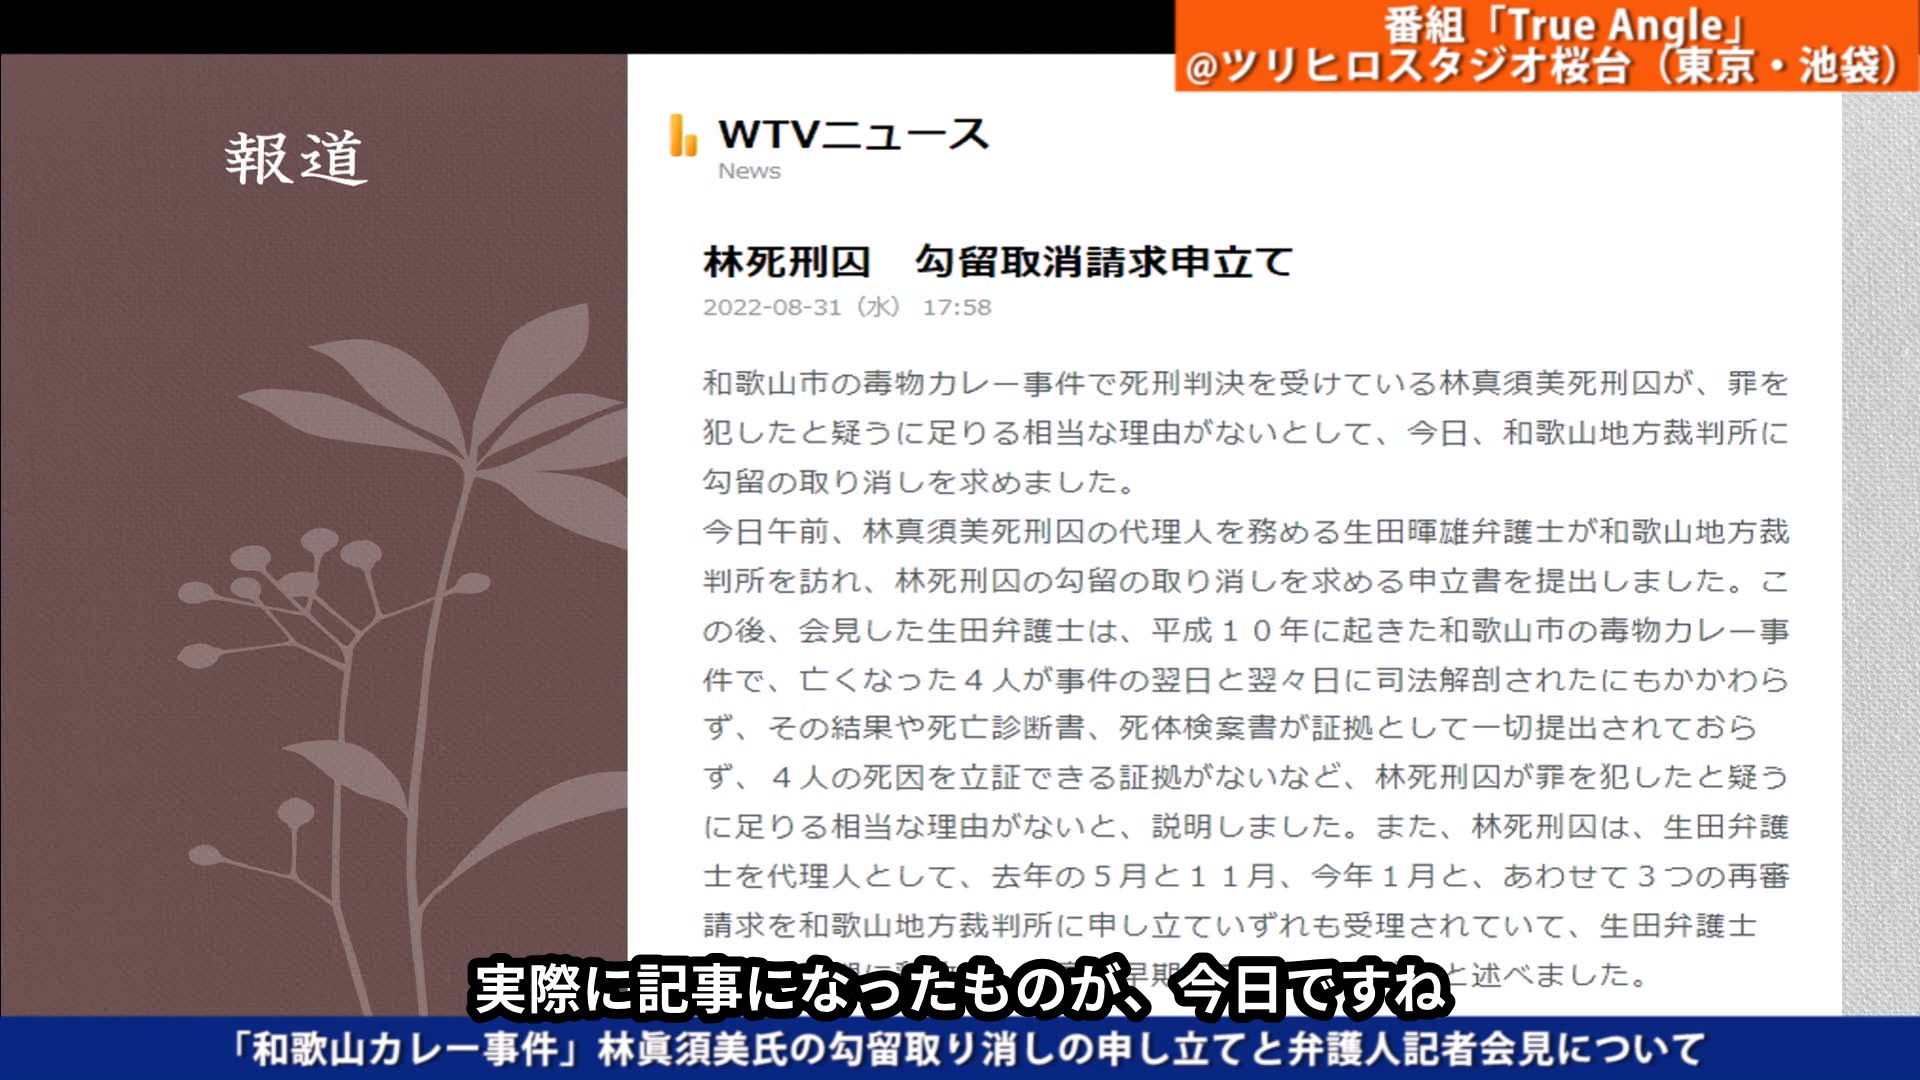 番組「True Angle」
@ツリヒロスタジオ桜台（東京・池袋）
報道
WTVニュース
News
林死刑囚　勾留取消請求申立て
2022-08-31（水） 17:58
和歌山市の毒物カレー事件で死刑判決を受けている林真須美死刑囚が、罪を
犯したと疑うに足りる相当な理由がないとして、今日、和歌山地方裁判所に
勾留の取り消しを求めました。
今日午前、林真須美死刑囚の代理人を務める生田暉雄弁護士が和歌山地方裁
判所を訪れ、林死刑囚の勾留の取り消しを求める申立書を提出しました。こ
の後、会見した生田弁護士は、平成１０年に起きた和歌山市の毒物カレー事
件で、亡くなった４人が事件の翌日と翌々日に司法解剖されたにもかかわら
ず、その結果や死亡診断書、死体検案書が証拠として一切提出されておら
ず、４人の死因を立証できる証拠がないなど、林死刑囚が罪を犯したと疑う
に足りる相当な理由がないと、説明しました。また、林死刑囚は、生田弁護
士を代理人として、去年の５月と１１月、今年１月と、あわせて３つの再審
請求を和歌山地方裁判所に申し立ていずれも受理されていて、生田弁護士
早期
と述べました。
実際に記事になったものが、今日ですね
「和歌山カレー事件」林眞須美氏の勾留取り消しの申し立てと弁護人記者会見について